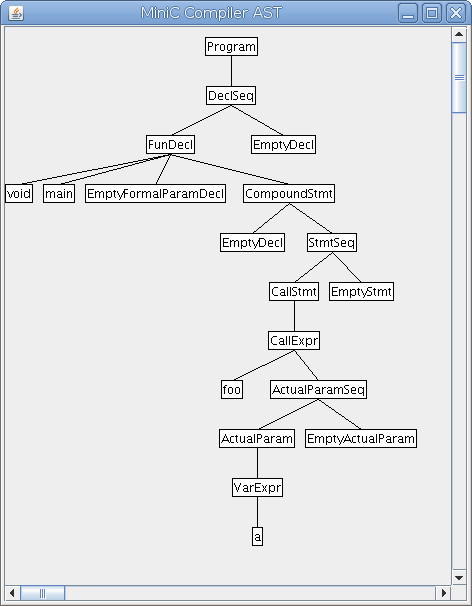 MiniC Compiler AST
Program
DeclSeq
FunDecl EmptyDecl
void main EmptyFormalParamDecl CompoundStmt
EmptyDecl StmtSeq
CallStmt EmptyStmt
CallExpr
foo ActualParamSeq
ActualParam EmptyActualParam
VarExpr
a